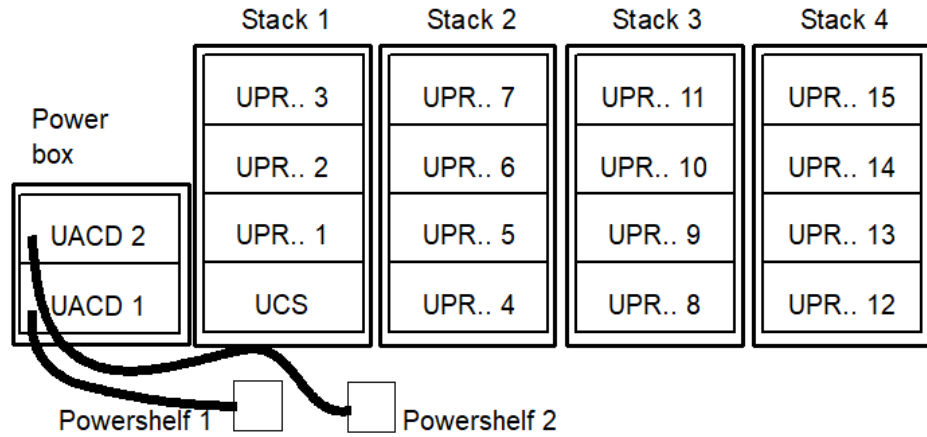 Stack 1
Stack 2
Stack 3
Stack 4
Power
box
UPR.. 3
UPR.. 7
UPR.. 11
UPR.. 15
UPR.. 2
UPR.. 6
UPR.. 10
UPR.. 14
UACD 2
UPR.. 1
UPR.. 5
UPR.. 9
UPR.. 13
UACD 1
UCS
UPR.. 4
UPR.. 8
UPR.. 12
Powershelf 1
Powershelf 2